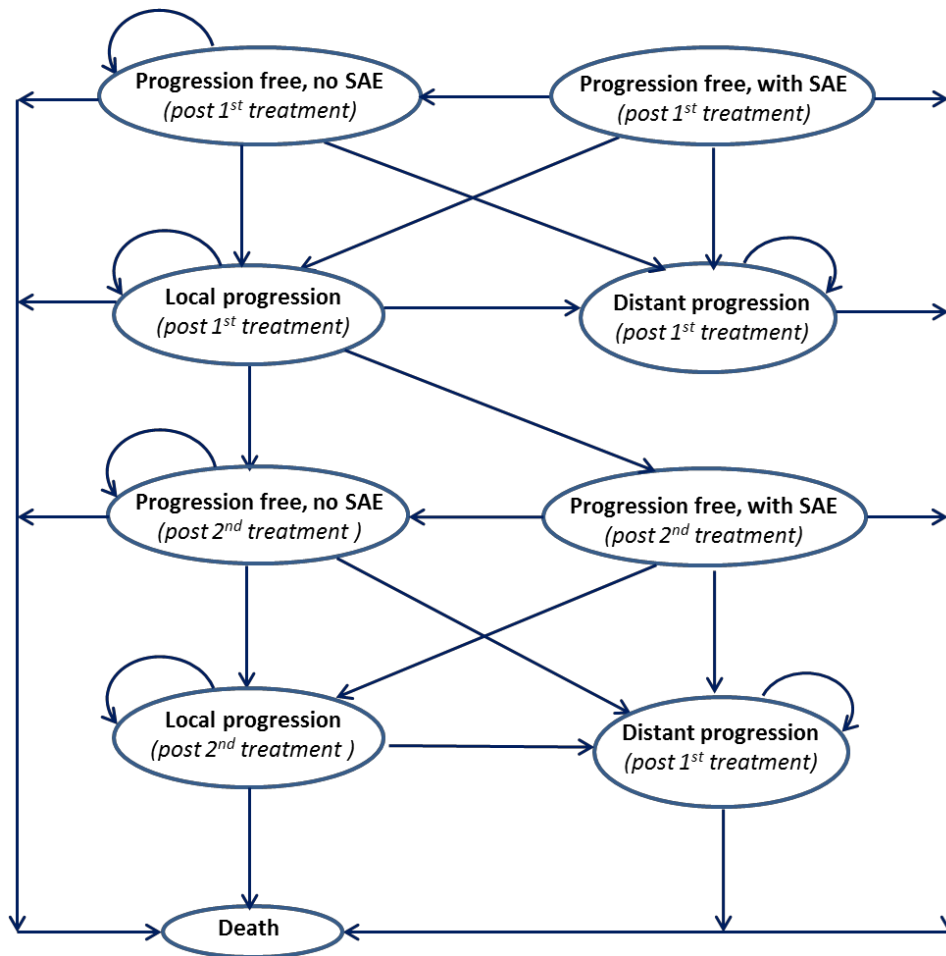 Progression free, no SAE
(post 1st treatment)
Progression free, with SAE
(post 1st treatment)
Local progression
(post 1st treatment)
Distant progression
(post 1st treatment)
Progression free, no SAE
(post 2nd treatment )
Progression free, with SAE
(post 2nd treatment)
Local progression
(post 2nd treatment )
Distant progression
(post 1st treatment)
Death